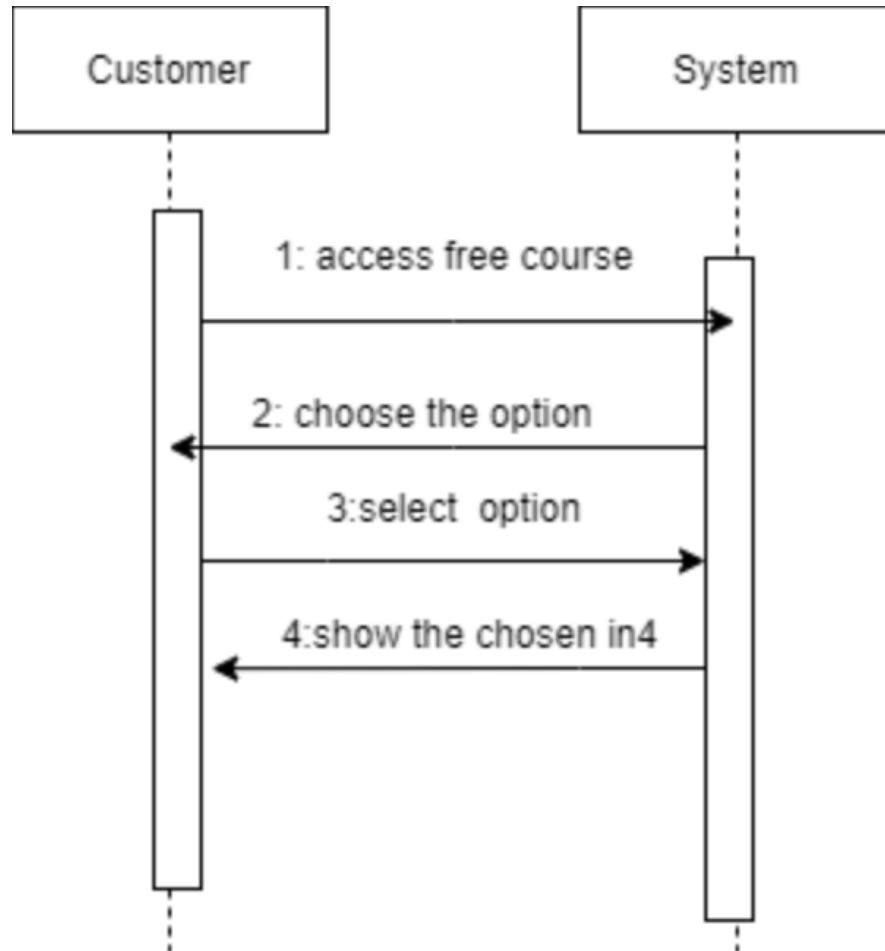 Customer
System
1: access free course
2: choose the option
3:select  option
4:show the chosen in4